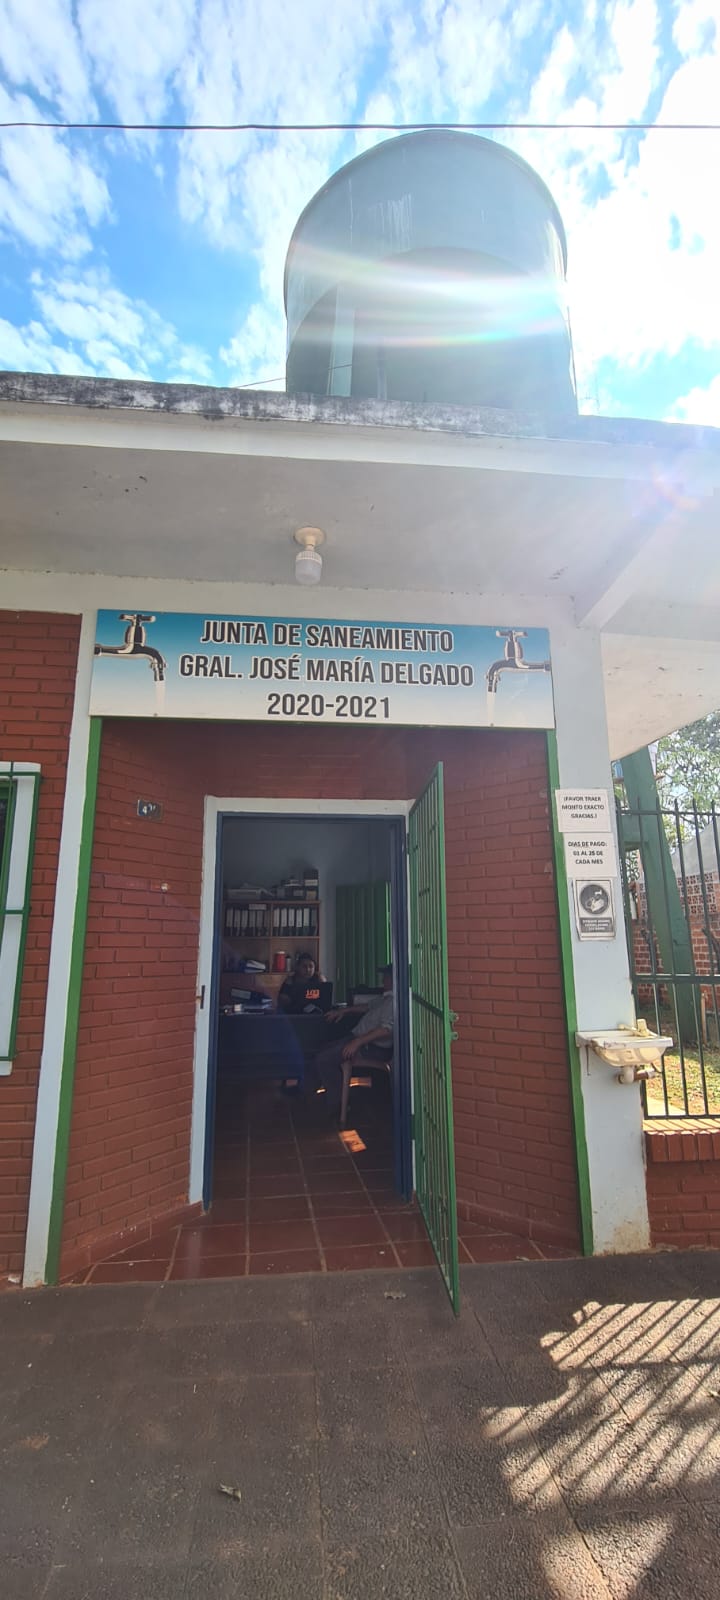 JUNTA DE SANEAMIENTO
GRAL. JOSÉ MARÍA DELGADO
2020-2021
¡FAVOR TRAER
MONTO EXACTO
GRACIAS.!
DIAS DE PAGO:
01 AL 25 DE
CADA MES